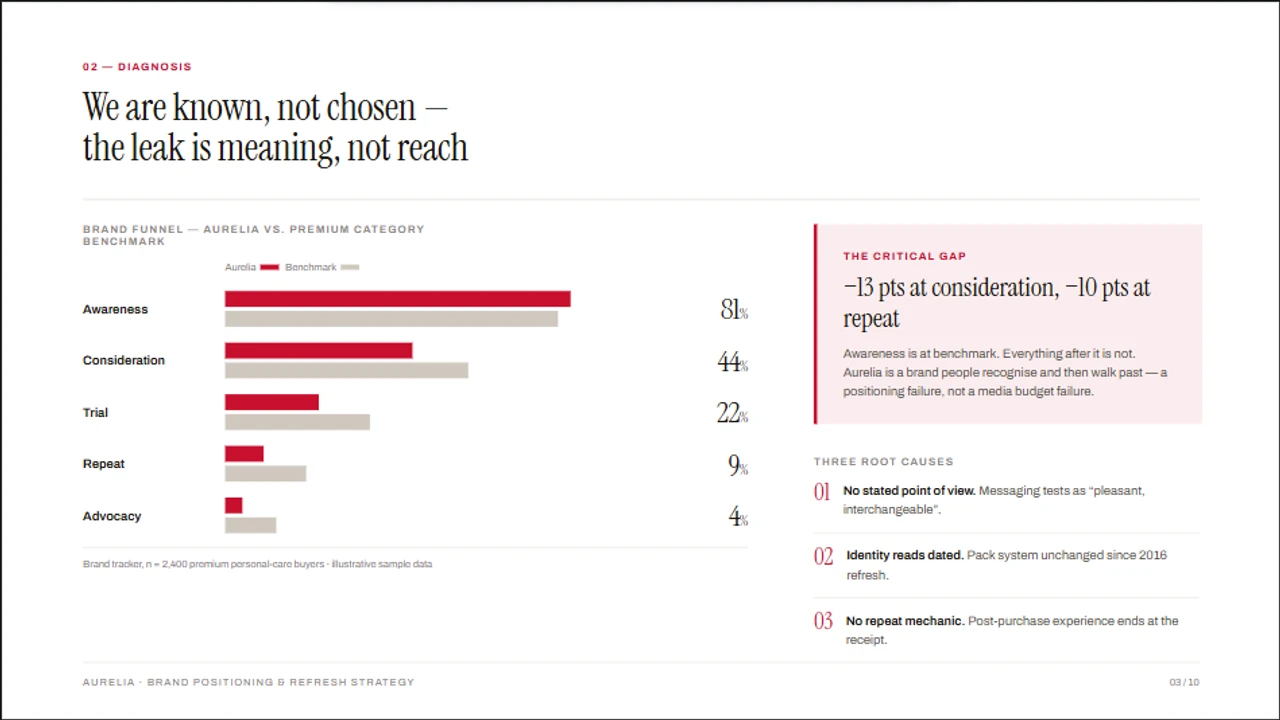 02 — DIAGNOSIS
We are known, not chosen —
the leak is meaning, not reach
BRAND FUNNEL — AURELIA VS. PREMIUM CATEGORY
BENCHMARK
Aurelia Benchmark
Awareness 81%
Consideration 44%
Trial 22%
Repeat 9%
Advocacy 4%
Brand tracker, n = 2,400 premium personal-care buyers · illustrative sample data
THE CRITICAL GAP
−13 pts at consideration, −10 pts at
repeat
Awareness is at benchmark. Everything after it is not.
Aurelia is a brand people recognise and then walk past — a
positioning failure, not a media budget failure.
THREE ROOT CAUSES
01 No stated point of view. Messaging tests as “pleasant,
interchangeable”.
02 Identity reads dated. Pack system unchanged since 2016
refresh.
03 No repeat mechanic. Post-purchase experience ends at the
receipt.
AURELIA · BRAND POSITIONING & REFRESH STRATEGY
03 / 10